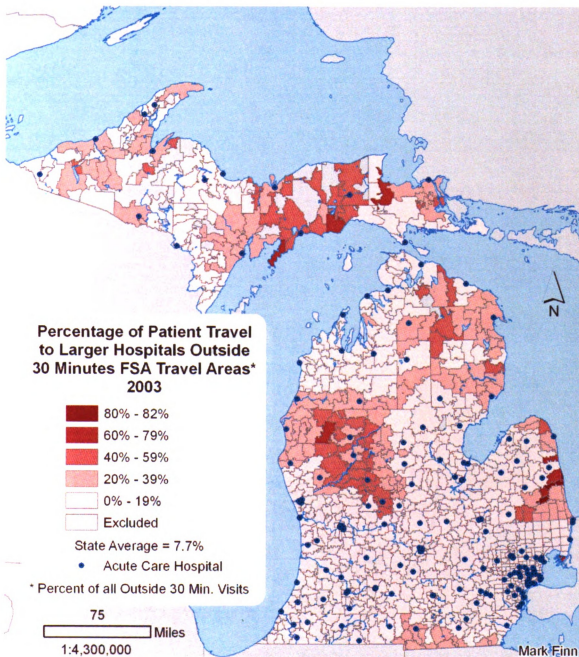 N
Percentage of Patient Travel
to Larger Hospitals Outside
30 Minutes FSA Travel Areas*
2003
80% - 82%
60% - 79%
40% - 59%
20% - 39%
0% - 19%
Excluded
State Average = 7.7%
Acute Care Hospital
* Percent of all Outside 30 Min. Visits
75
Miles
1:4,300,000
Mark Finn